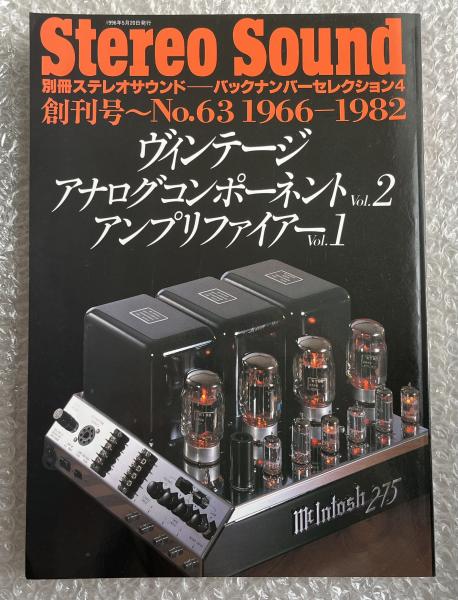 1996年5月20日発行
Stereo Sound
別冊ステレオサウンド——バックナンバーセレクション4
創刊号〜No.63 1966–1982
ヴィンテージ
アナログコンポーネント Vol.2
アンプリファイアー Vol.1
McIntosh 275